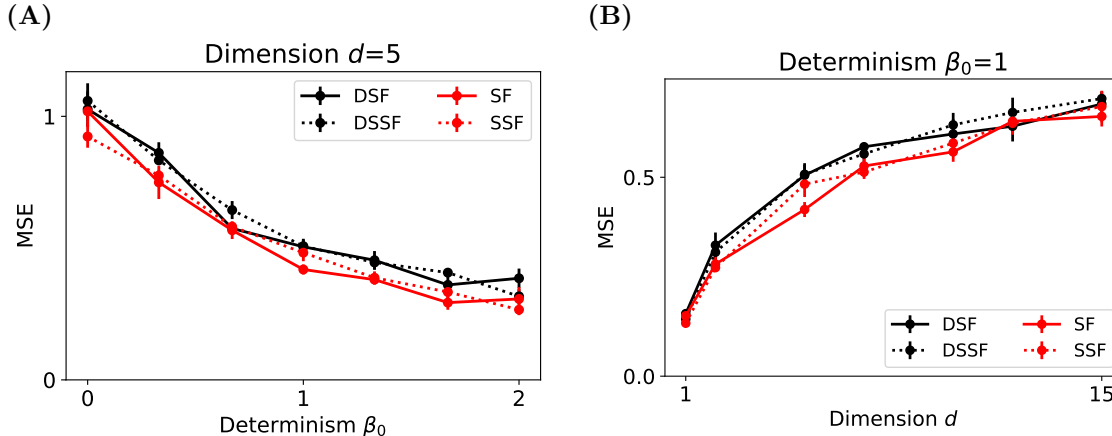 (A)
Dimension d=5
MSE
1
0
DSF
DSSF
SF
SSF
0 1 2
Determinism β₀
(B)
Determinism β₀=1
MSE
0.5
0.0
DSF
DSSF
SF
SSF
1 15
Dimension d